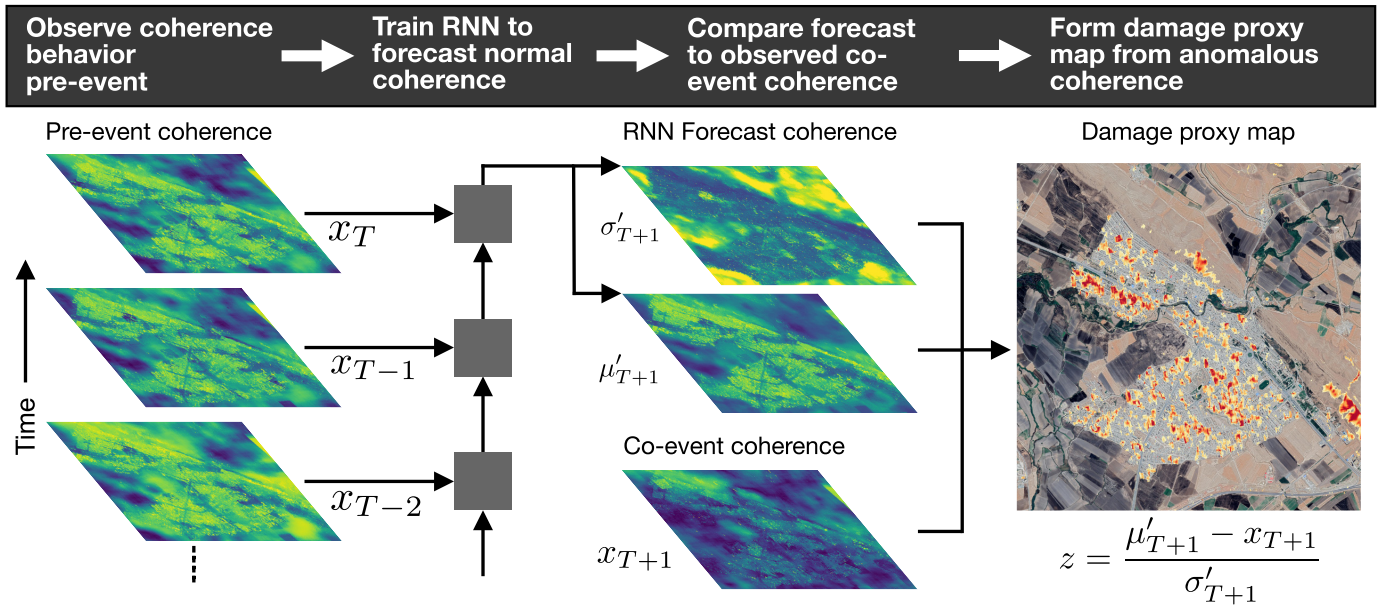 Observe coherence
behavior
pre-event
Train RNN to
forecast normal
coherence
Compare forecast
to observed co-
event coherence
Form damage proxy
map from anomalous
coherence
Pre-event coherence
RNN Forecast coherence
Damage proxy map
x_T
σ′_{T+1}
Time
x_{T−1}
μ′_{T+1}
Co-event coherence
x_{T−2}
x_{T+1}
z = \frac{μ′_{T+1} − x_{T+1}}{σ′_{T+1}}